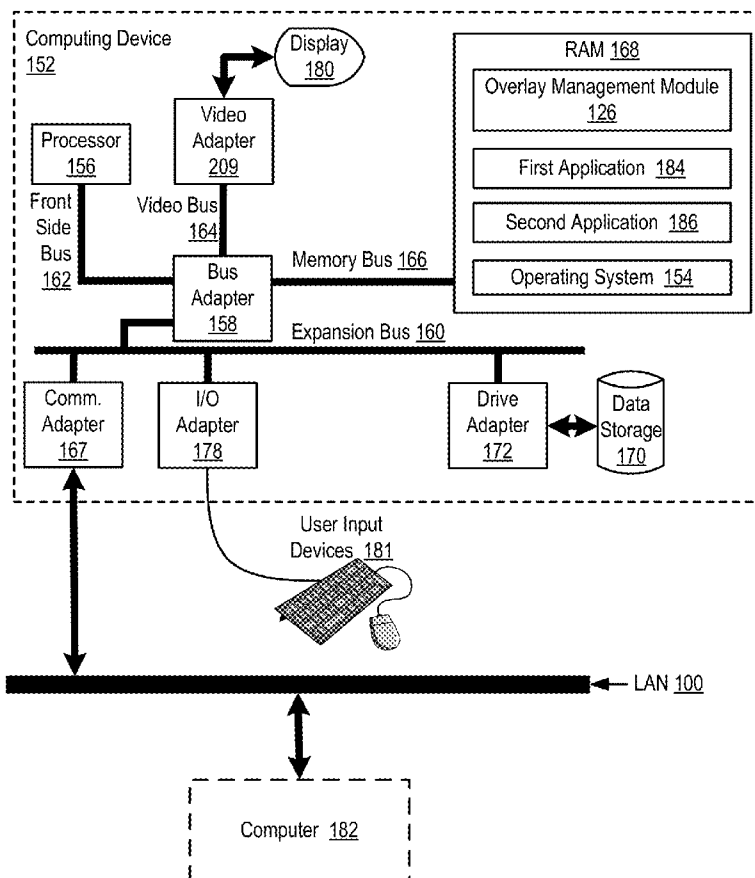 Computing Device
152
Display
180
RAM 168
Overlay Management Module
126
First Application 184
Second Application 186
Operating System 154
Video
Adapter
209
Processor
156
Front
Side
Bus
162
Video Bus
164
Bus
Adapter
158
Memory Bus 166
Expansion Bus 160
Comm.
Adapter
167
I/O
Adapter
178
Drive
Adapter
172
Data
Storage
170
User Input
Devices 181
LAN 100
Computer 182